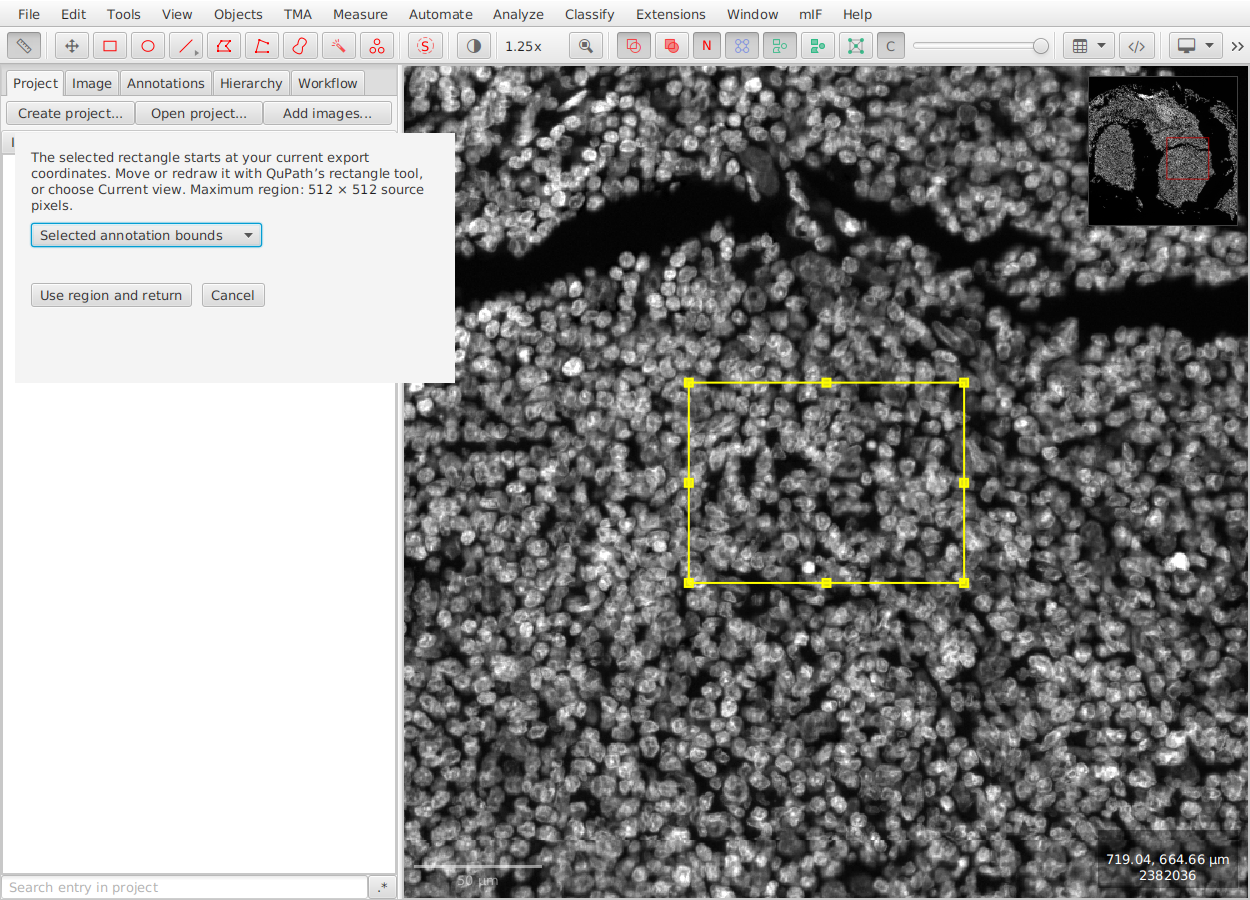 File Edit Tools View Objects TMA Measure Automate Analyze Classify Extensions Window mIF Help
S 1.25x N C </> »
Project Image Annotations Hierarchy Workflow
Create project... Open project... Add images...
The selected rectangle starts at your current export
coordinates. Move or redraw it with QuPath's rectangle tool,
or choose Current view. Maximum region: 512 × 512 source
pixels.
Selected annotation bounds
Use region and return Cancel
50 µm
719.04, 664.66 µm
2382036
Search entry in project .*